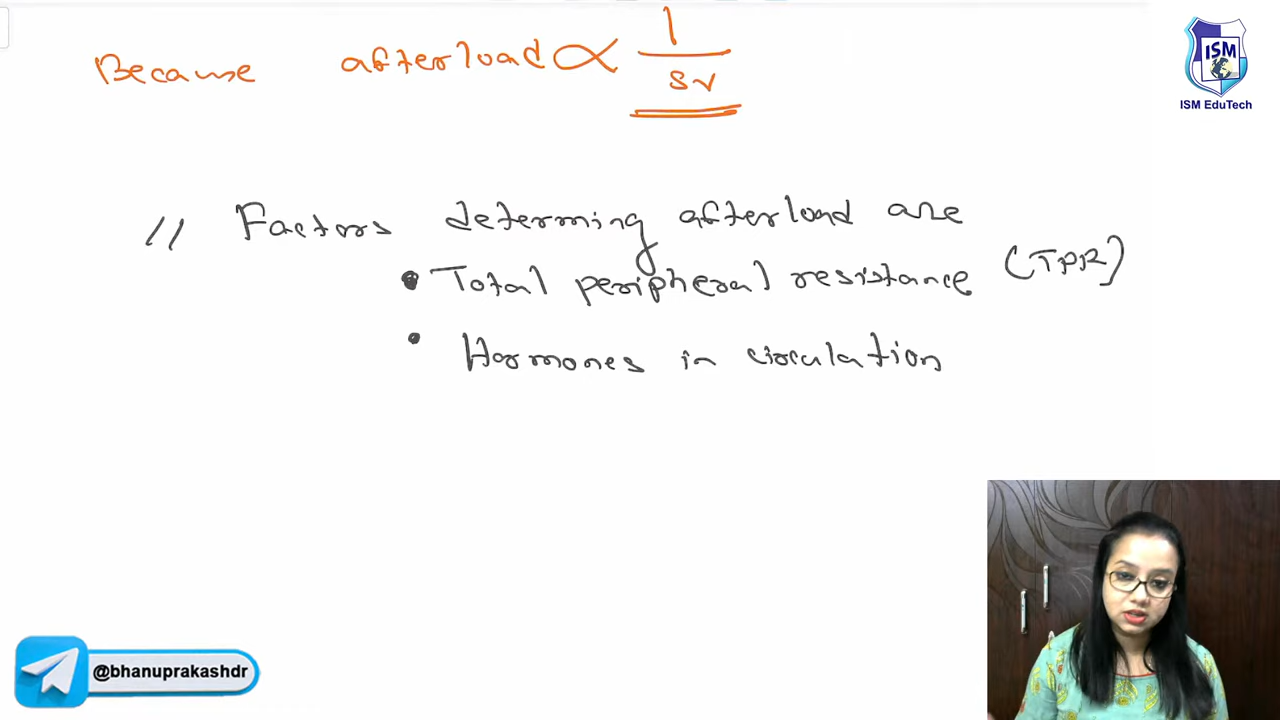 Because afterload ∝ 1/SV
// Factors determing afterload are
• Total peripheral resistance (TPR)
• Hormones in circulation
ISM
ISM EduTech
@bhanuprakashdr